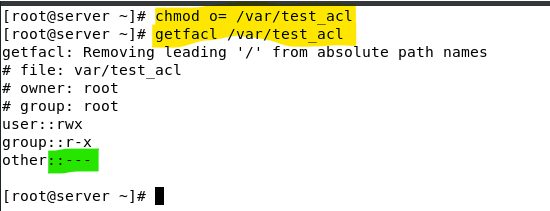 [root@server ~]# chmod o= /var/test_acl
[root@server ~]# getfacl /var/test_acl
getfacl: Removing leading '/' from absolute path names
# file: var/test_acl
# owner: root
# group: root
user::rwx
group::r-x
other::---
[root@server ~]#